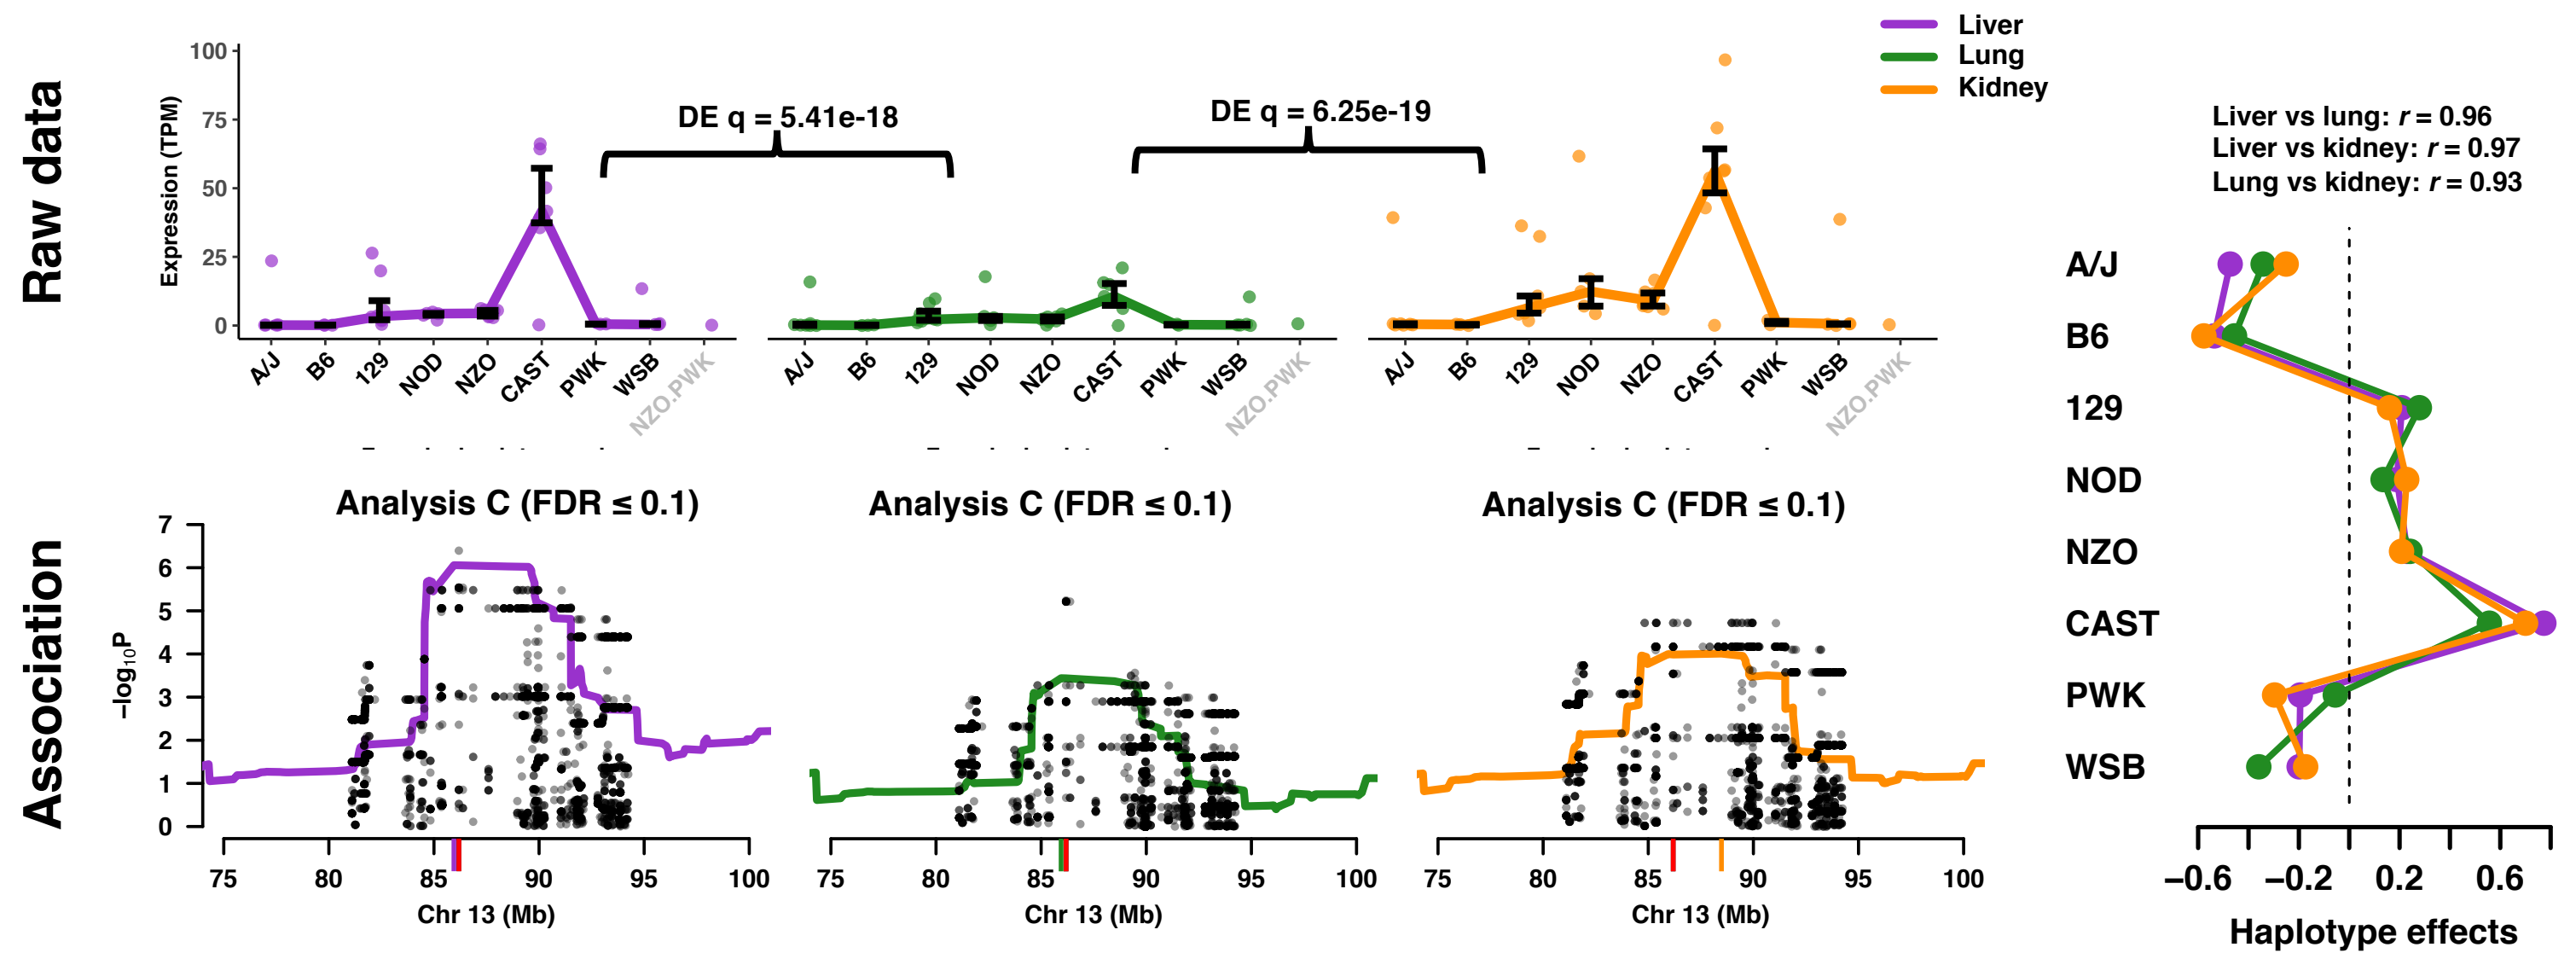 Liver
Lung
Kidney
Raw data
Expression (TPM)
100
75
50
25
0
DE q = 5.41e-18
DE q = 6.25e-19
A/J
B6
129
NOD
NZO
CAST
PWK
WSB
NZO.PWK
A/J
B6
129
NOD
NZO
CAST
PWK
WSB
NZO.PWK
A/J
B6
129
NOD
NZO
CAST
PWK
WSB
NZO.PWK
Liver vs lung: r = 0.96
Liver vs kidney: r = 0.97
Lung vs kidney: r = 0.93
A/J
B6
129
NOD
NZO
CAST
PWK
WSB
−0.6 −0.2 0.2 0.6
Haplotype effects
Association
−log₁₀P
7
6
5
4
3
2
1
0
Analysis C (FDR ≤ 0.1)
Analysis C (FDR ≤ 0.1)
Analysis C (FDR ≤ 0.1)
75 80 85 90 95 100
75 80 85 90 95 100
75 80 85 90 95 100
Chr 13 (Mb)
Chr 13 (Mb)
Chr 13 (Mb)